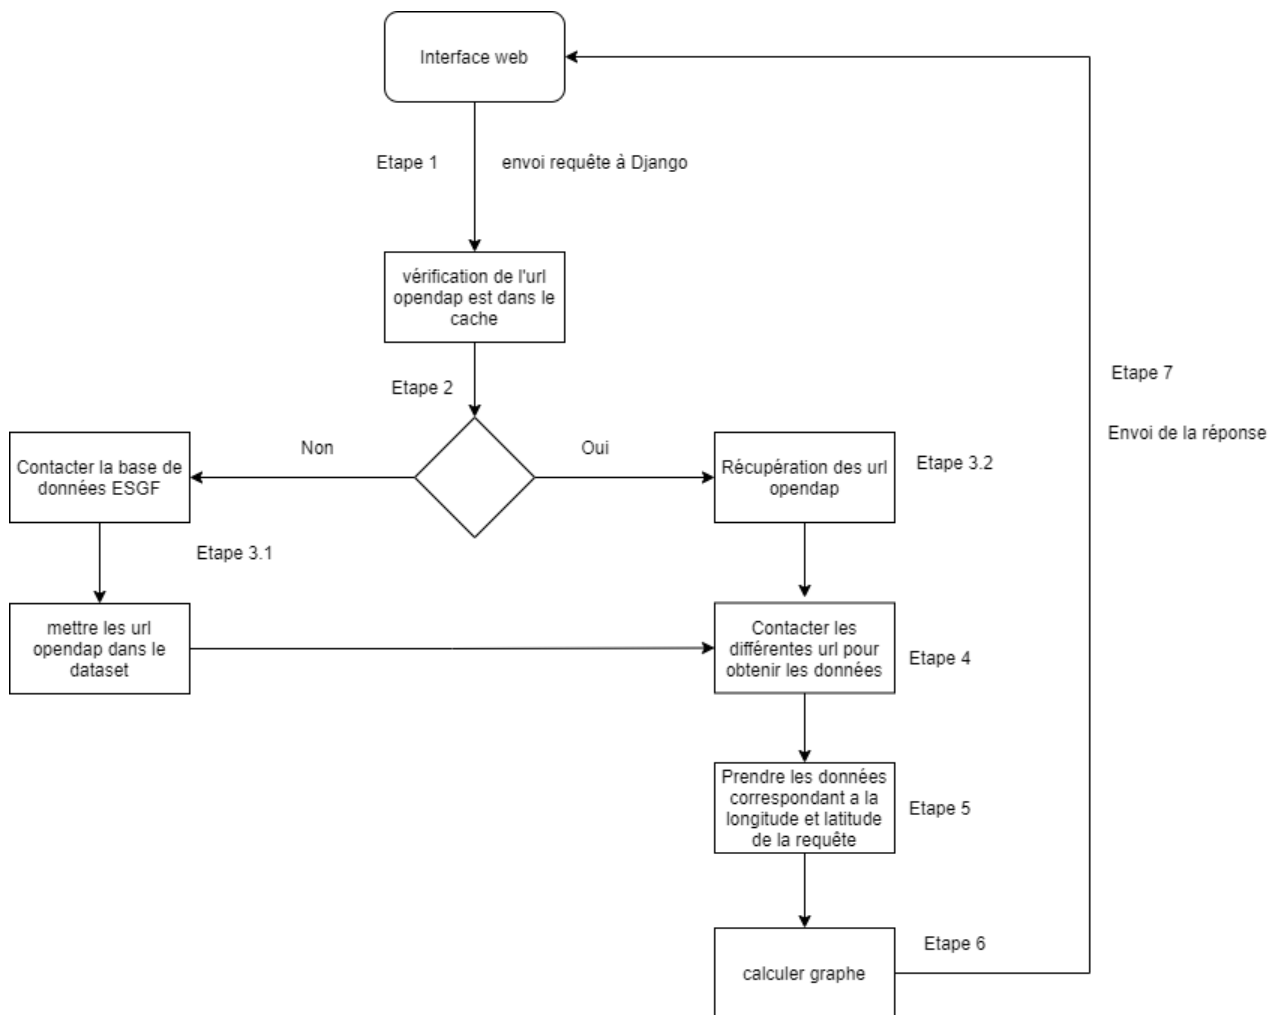 Interface web
Etape 1
envoi requête à Django
vérification de l'url
opendap est dans le
cache
Etape 2
Non
Oui
Contacter la base de
données ESGF
Récupération des url
opendap
Etape 3.2
Etape 7
Envoi de la réponse
Etape 3.1
mettre les url
opendap dans le
dataset
Contacter les
différentes url pour
obtenir les données
Etape 4
Prendre les données
correspondant a la
longitude et latitude
de la requête
Etape 5
calculer graphe
Etape 6